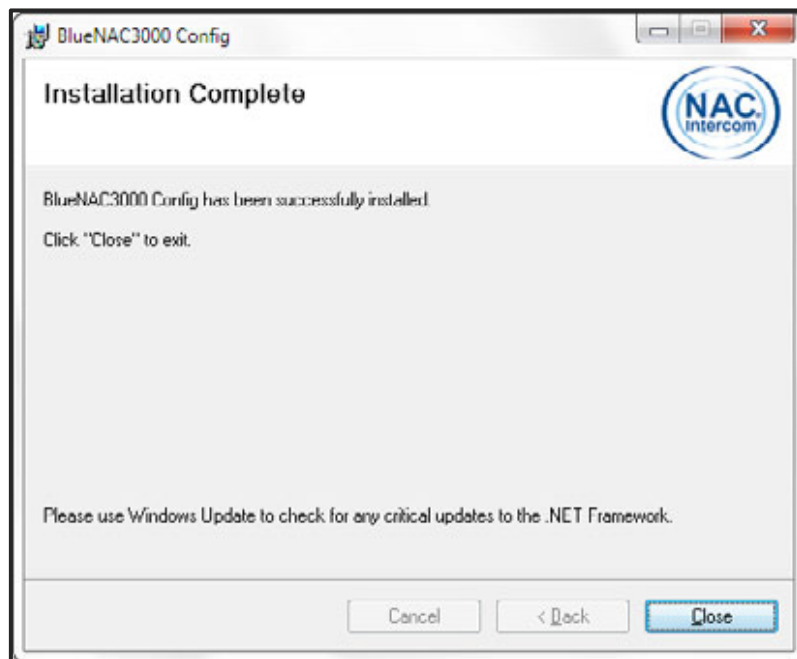 BlueNAC3000 Config
Installation Complete
NAC®
Intercom
BlueNAC3000 Config has been successfully installed.
Click "Close" to exit.
Please use Windows Update to check for any critical updates to the .NET Framework.
Cancel
< Back
Close